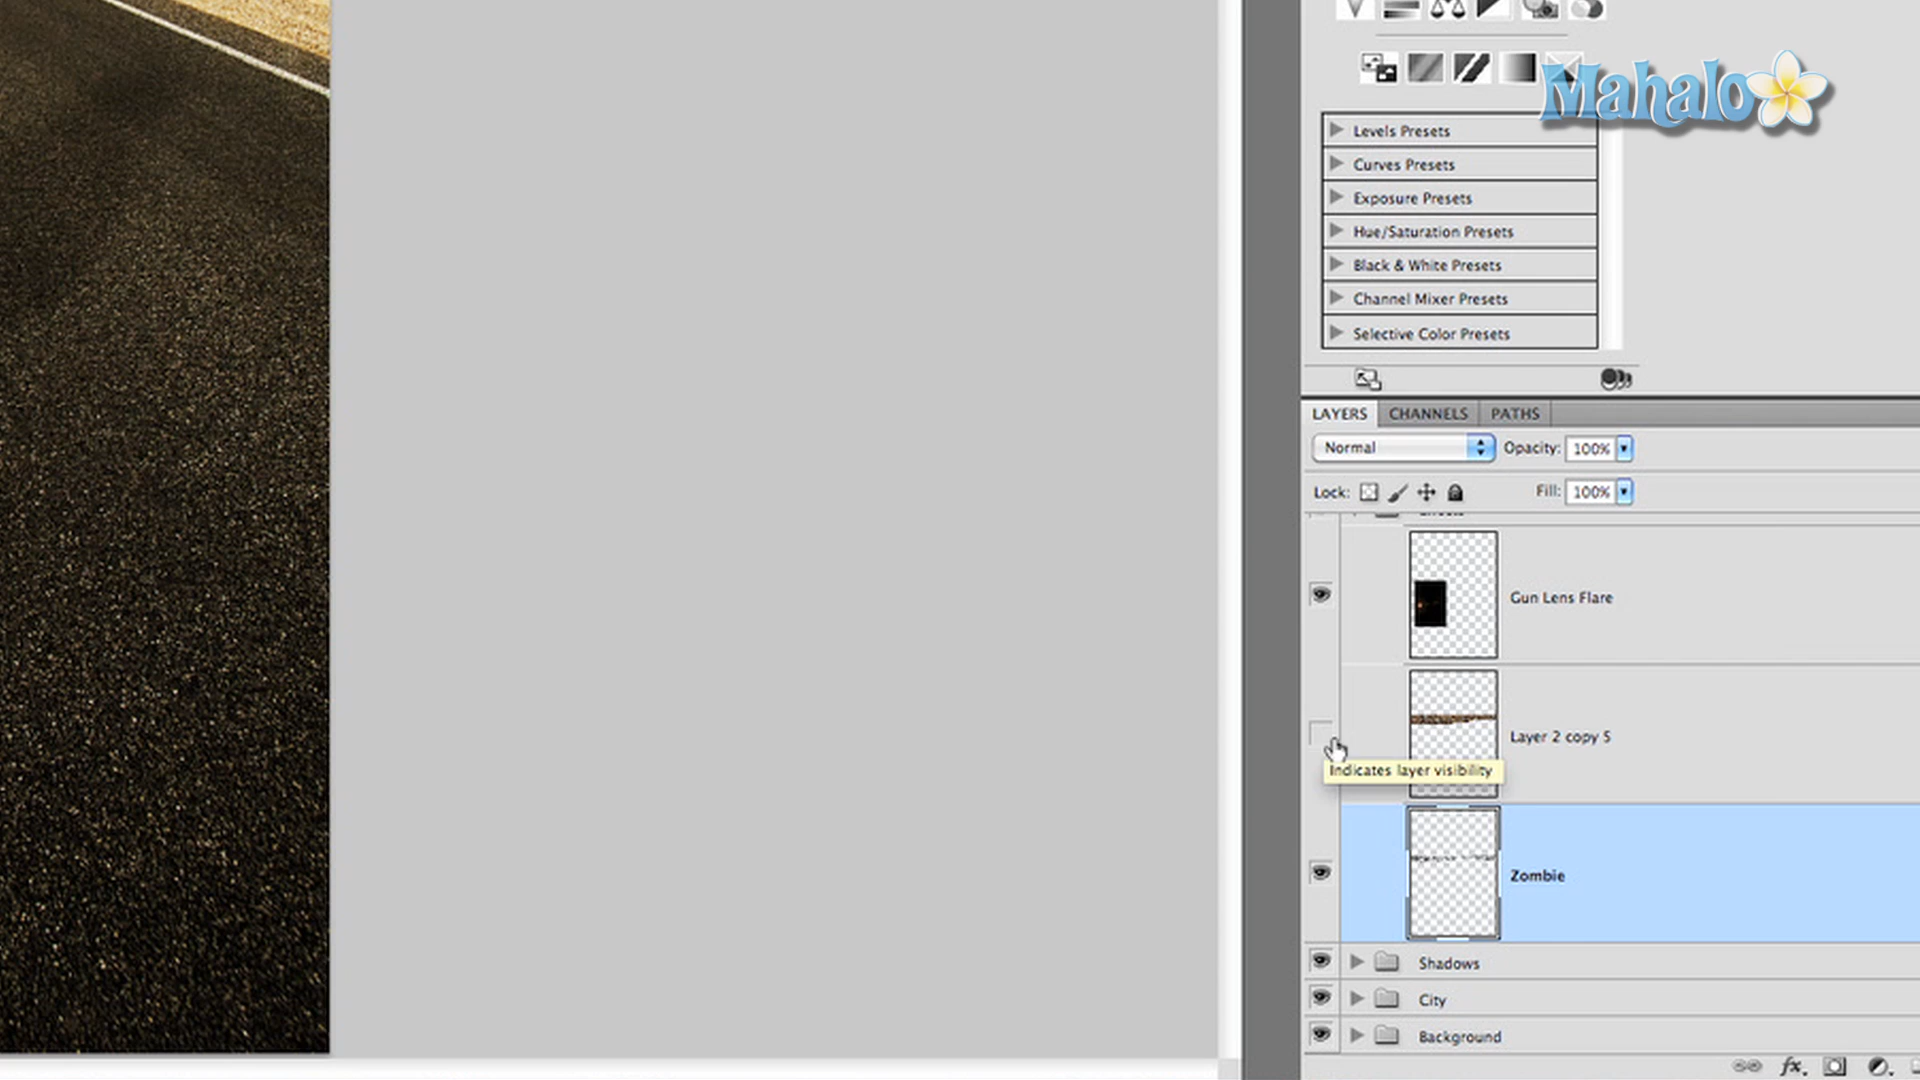 Mahalo
Levels Presets
Curves Presets
Exposure Presets
Hue/Saturation Presets
Black & White Presets
Channel Mixer Presets
Selective Color Presets
LAYERS CHANNELS PATHS
Normal Opacity: 100%
Lock: Fill: 100%
Effects
Gun Lens Flare
Layer 2 copy 5
Indicates layer visibility
Zombie
Shadows
City
Background
fx